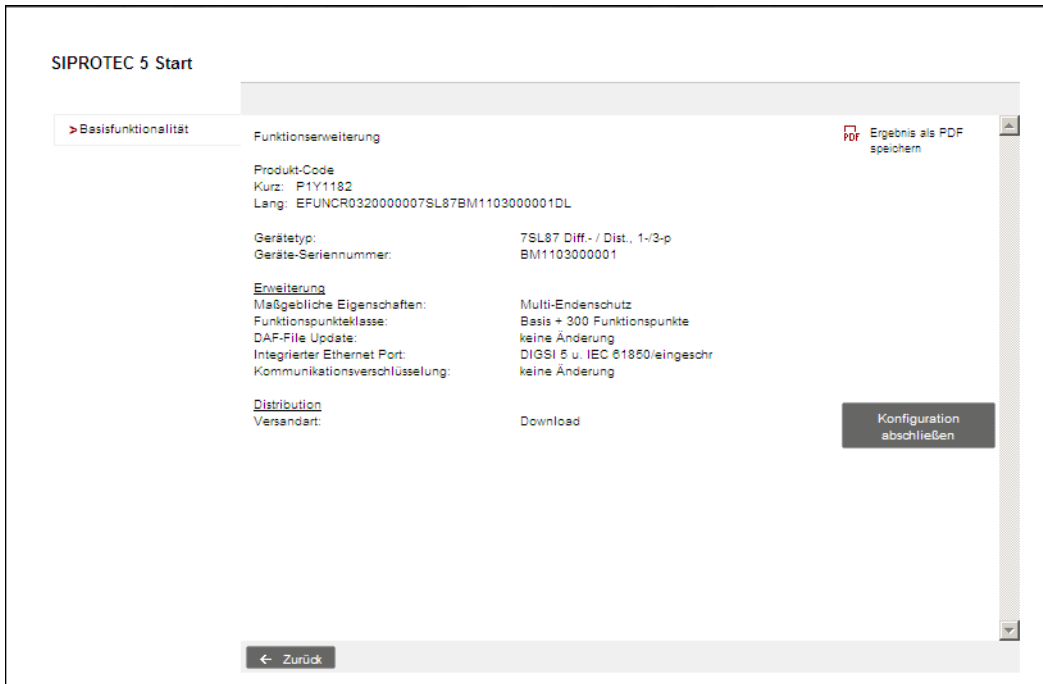 SIPROTEC 5 Start
>Basisfunktionalität
Funktionserweiterung
PDF Ergebnis als PDF
speichern
Produkt-Code
Kurz: P1Y1182
Lang: EFUNCR0320000007SL87BM1103000001DL
Gerätetyp: 7SL87 Diff.- / Dist., 1-/3-p
Geräte-Seriennummer: BM1103000001
Erweiterung
Maßgebliche Eigenschaften: Multi-Endenschutz
Funktionspunkteklasse: Basis + 300 Funktionspunkte
DAF-File Update: keine Änderung
Integrierter Ethernet Port: DIGSI 5 u. IEC 61850/eingeschr
Kommunikationsverschlüsselung: keine Änderung
Distribution
Versandart: Download
Konfiguration
abschließen
← Zurück